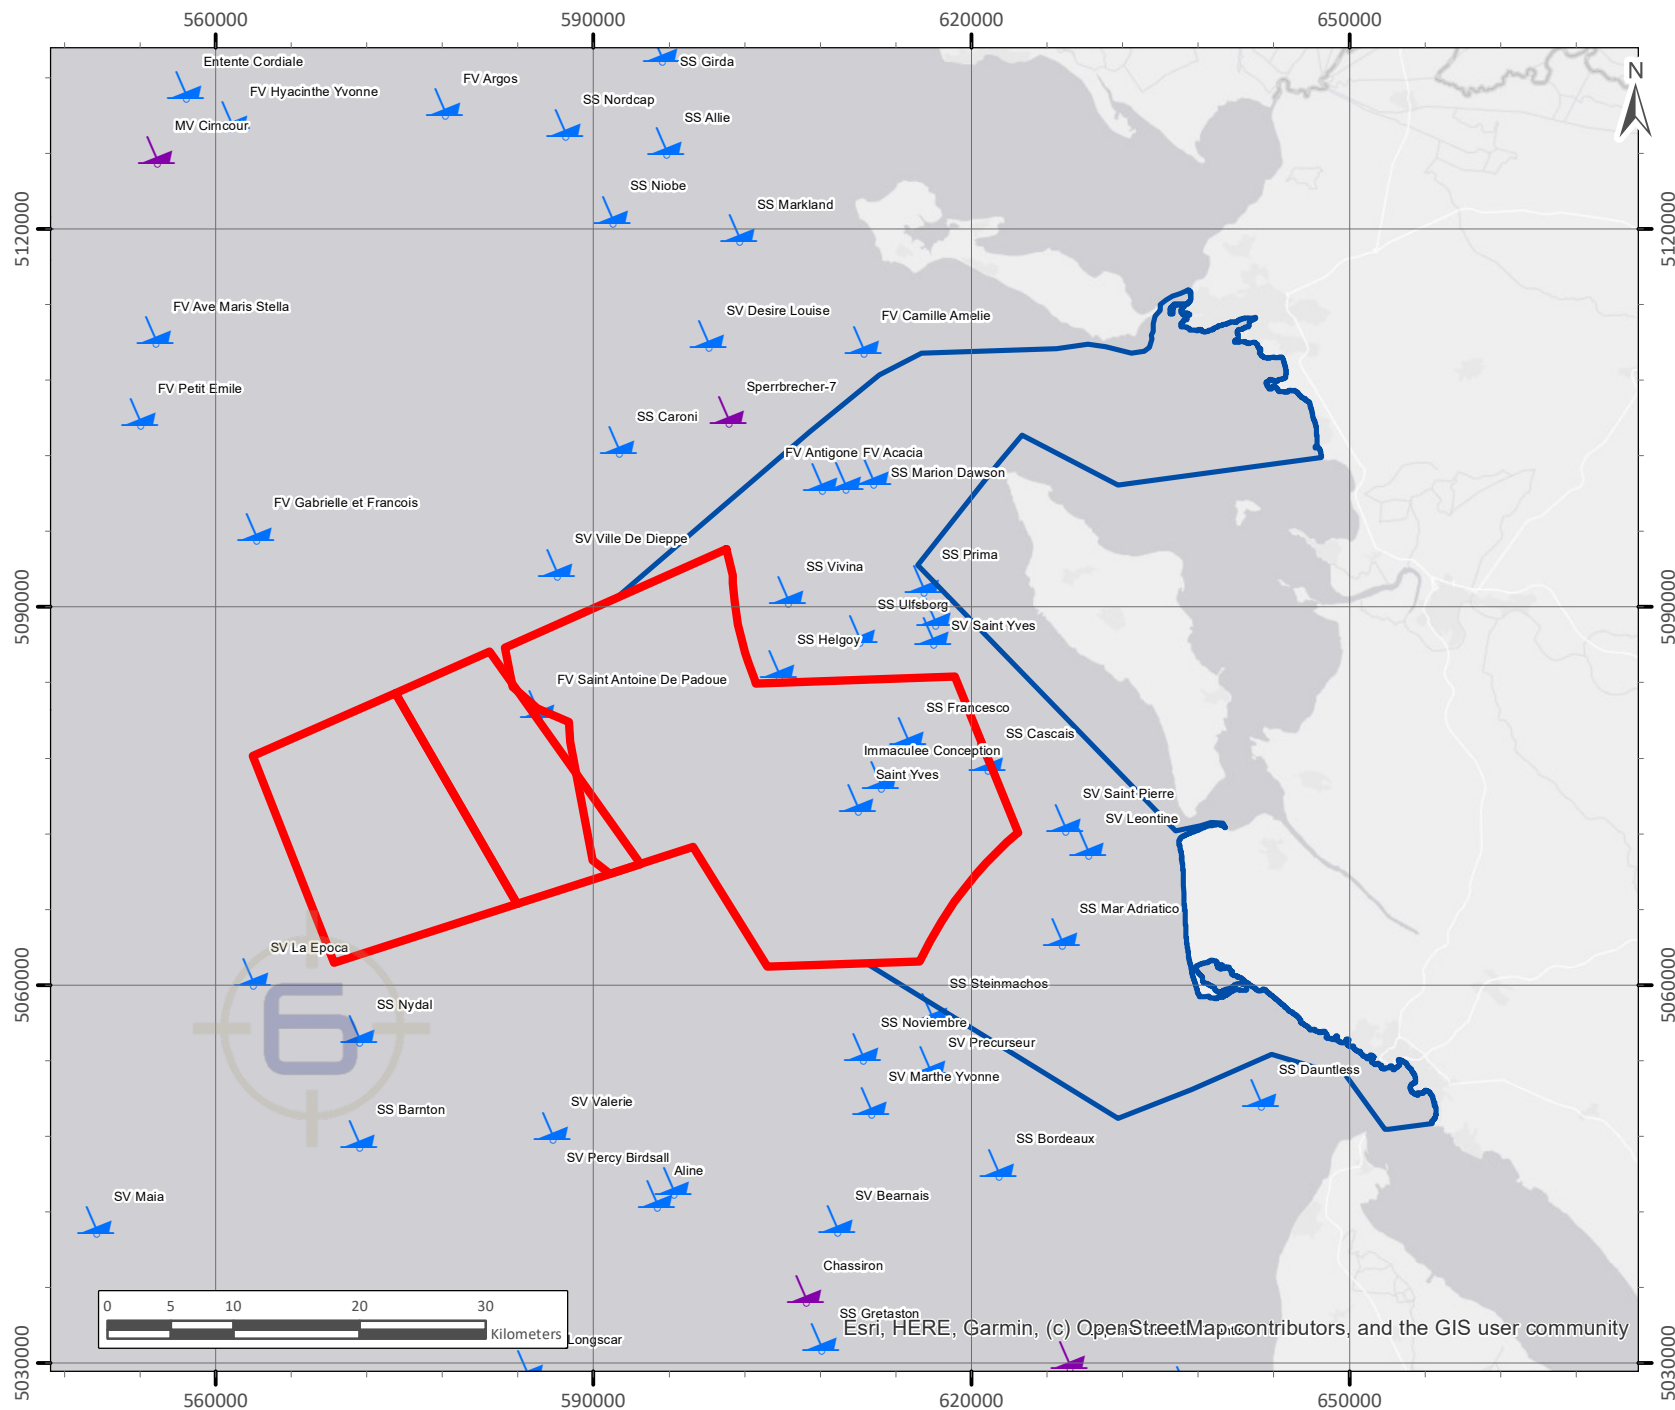 560000
590000
620000
650000
SS Girda
Entente Cordiale
FV Argos
FV Hyacinthe Yvonne
SS Nordcap
N
MV Cimcour
SS Allie
SS Niobe
SS Markland
5120000
5120000
FV Ave Maris Stella
SV Desire Louise
FV Camille Amelie
FV Petit Emile
Sperrbrecher-7
SS Caroni
FV Antigone
FV Acacia
SS Marion Dawson
FV Gabrielle et Francois
SV Ville De Dieppe
SS Prima
SS Vivina
5090000
5090000
SS Ulfsborg
SV Saint Yves
SS Helgoy
FV Saint Antoine De Padoue
SS Francesco
SS Cascais
Immaculee Conception
Saint Yves
SV Saint Pierre
SV Leontine
SS Mar Adriatico
SV La Epoca
5060000
5060000
SS Steinmachos
SS Nydal
6
SS Noviembre
SV Precurseur
SS Dauntless
SV Marthe Yvonne
SV Valerie
SS Barnton
SS Bordeaux
SV Percy Birdsall
Aline
SV Maia
SV Bearnais
Chassiron
0 5 10 20 30
Kilometers
SS Gretaston
Longscar
Esri, HERE, Garmin, (c) OpenStreetMap contributors, and the GIS user community
5030000
5030000
560000
590000
620000
650000